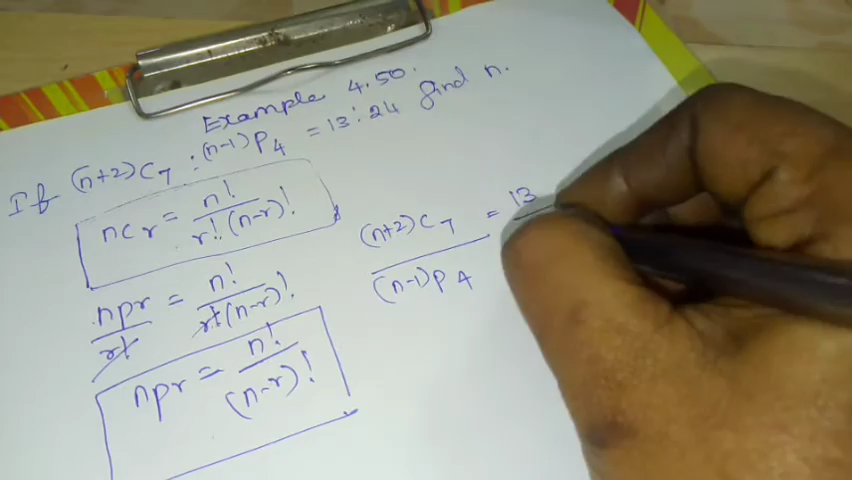 Example 4.50.
If (n+2)C₇ : (n-1)P₄ = 13 : 24 find n.
nCr = n! / r!(n-r)!
npr / r! = n! / r!(n-r)!
npr = n! / (n-r)!
(n+2)C₇ / (n-1)P₄ = 13